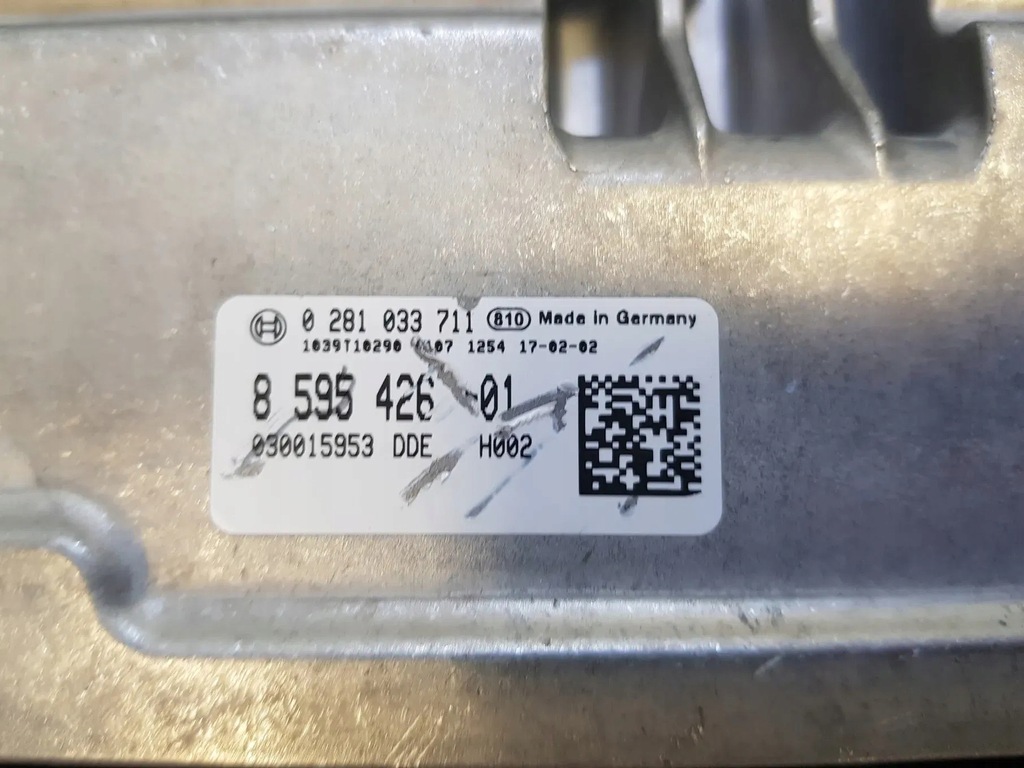 0 281 033 711 810 Made in Germany
1039T10290 1254 17-02-02
8 595 426 -01
030015953 DDE H002